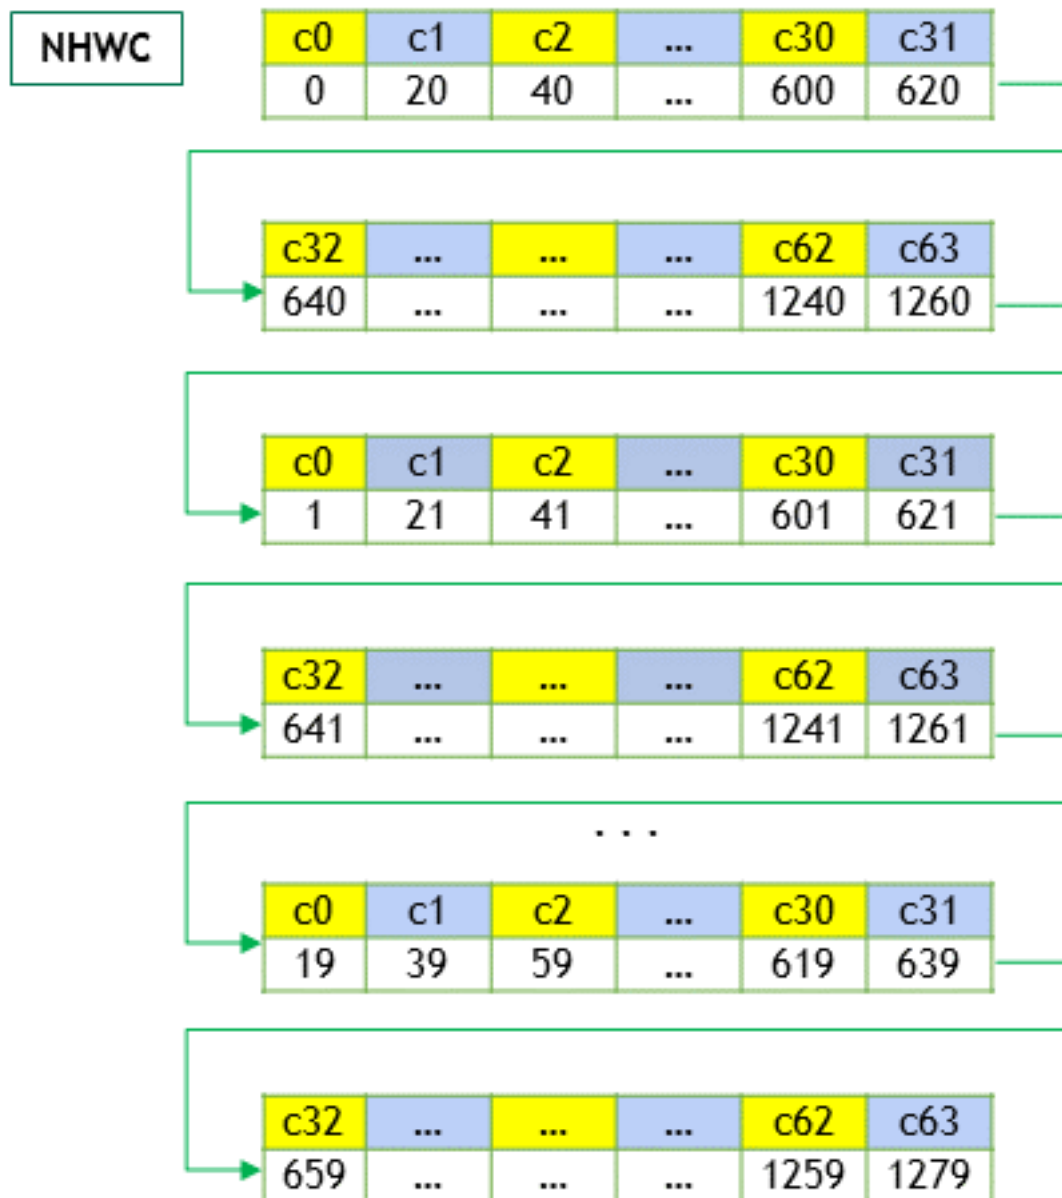 NHWC
c0 c1 c2 ... c30 c31
0 20 40 ... 600 620
c32 ... ... ... c62 c63
640 ... ... ... 1240 1260
c0 c1 c2 ... c30 c31
1 21 41 ... 601 621
c32 ... ... ... c62 c63
641 ... ... ... 1241 1261
. . .
c0 c1 c2 ... c30 c31
19 39 59 ... 619 639
c32 ... ... ... c62 c63
659 ... ... ... 1259 1279